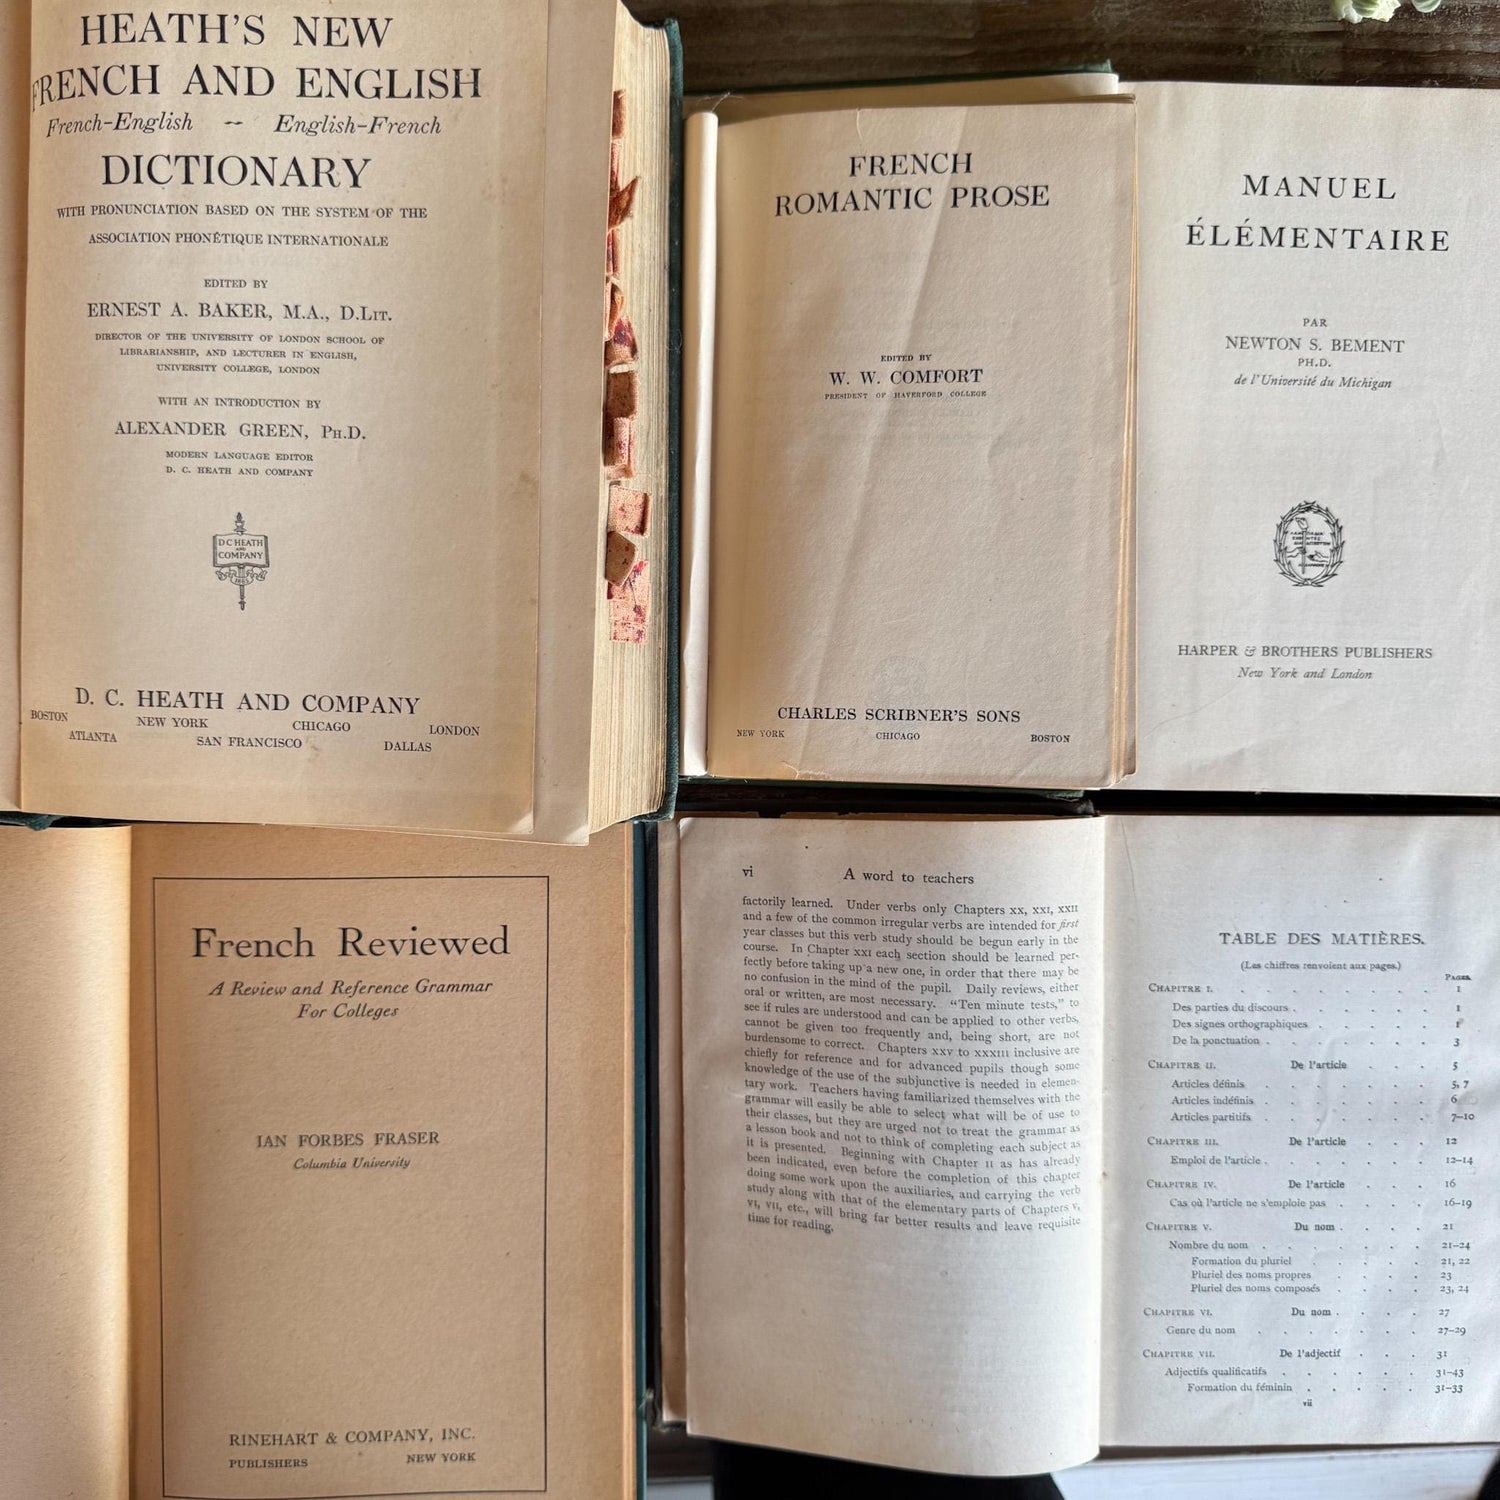 HEATH'S NEW
FRENCH AND ENGLISH
French-English -- English-French
DICTIONARY
WITH PRONUNCIATION BASED ON THE SYSTEM OF THE
ASSOCIATION PHONÉTIQUE INTERNATIONALE
EDITED BY
ERNEST A. BAKER, M.A., D.LIT.
DIRECTOR OF THE UNIVERSITY OF LONDON SCHOOL OF
LIBRARIANSHIP, AND LECTURER IN ENGLISH,
UNIVERSITY COLLEGE, LONDON
WITH AN INTRODUCTION BY
ALEXANDER GREEN, PH.D.
MODERN LANGUAGE EDITOR
D. C. HEATH AND COMPANY
D C HEATH
AND
COMPANY
1885
D. C. HEATH AND COMPANY
BOSTON NEW YORK CHICAGO LONDON
ATLANTA SAN FRANCISCO DALLAS
FRENCH
ROMANTIC PROSE
EDITED BY
W. W. COMFORT
PRESIDENT OF HAVERFORD COLLEGE
CHARLES SCRIBNER'S SONS
NEW YORK CHICAGO BOSTON
MANUEL
ÉLÉMENTAIRE
PAR
NEWTON S. BEMENT
PH.D.
de l'Université du Michigan
HARPER & BROTHERS PUBLISHERS
New York and London
French Reviewed
A Review and Reference Grammar
For Colleges
IAN FORBES FRASER
Columbia University
RINEHART & COMPANY, INC.
PUBLISHERS NEW YORK
vi A word to teachers
factorily learned. Under verbs only Chapters XX, XXI, XXII
and a few of the common irregular verbs are intended for first
year classes but this verb study should be begun early in the
course. In Chapter XXI each section should be learned per-
fectly before taking up a new one, in order that there may be
no confusion in the mind of the pupil. Daily reviews, either
oral or written, are most necessary. "Ten minute tests," to
see if rules are understood and can be applied to other verbs,
cannot be given too frequently and, being short, are not
burdensome to correct. Chapters XXV to XXXIII inclusive are
chiefly for reference and for advanced pupils though some
knowledge of the use of the subjunctive is needed in elemen-
tary work. Teachers having familiarized themselves with the
grammar will easily be able to select what will be of use to
their classes, but they are urged not to treat the grammar as
a lesson book and not to think of completing each subject as
it is presented. Beginning with Chapter II as has already
been indicated, even before the completion of this chapter
doing some work upon the auxiliaries, and carrying the verb
study along with that of the elementary parts of Chapters V,
VI, VII, etc., will bring far better results and leave requisite
time for reading.
TABLE DES MATIÈRES.
(Les chiffres renvoient aux pages.)
PAGES.
CHAPITRE I. 1
Des parties du discours 1
Des signes orthographiques 1
De la ponctuation 3
CHAPITRE II. De l'article 5
Articles définis 5, 7
Articles indéfinis 6
Articles partitifs 7–10
CHAPITRE III. De l'article 12
Emploi de l'article 12–14
CHAPITRE IV. De l'article 16
Cas où l'article ne s'emploie pas 16–19
CHAPITRE V. Du nom 21
Nombre du nom 21–24
Formation du pluriel 21, 22
Pluriel des noms propres 23
Pluriel des noms composés 23, 24
CHAPITRE VI. Du nom 27
Genre du nom 27–29
CHAPITRE VII. De l'adjectif 31
Adjectifs qualificatifs 31–43
Formation du féminin 31–33
vii